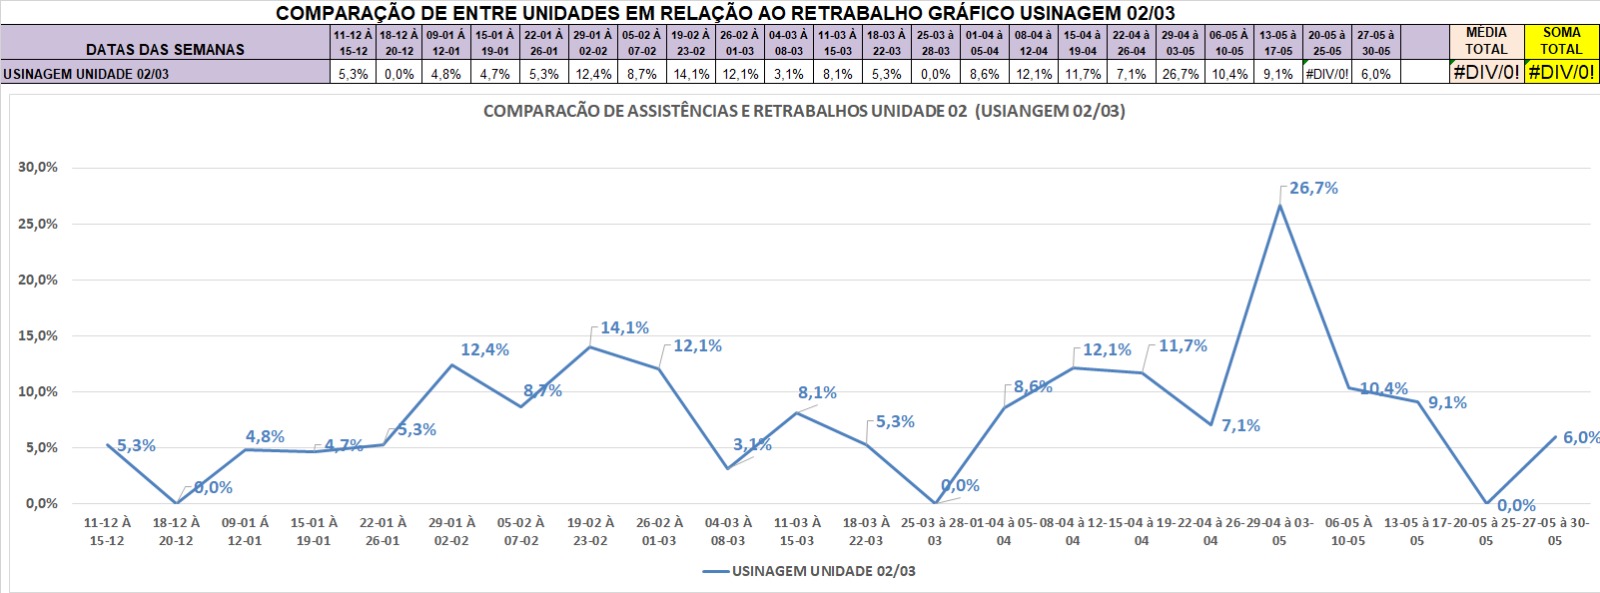 COMPARAÇÃO DE ENTRE UNIDADES EM RELAÇÃO AO RETRABALHO GRÁFICO USINAGEM 02/03
DATAS DAS SEMANAS 11-12 À 15-12 18-12 À 20-12 09-01 Á 12-01 15-01 À 19-01 22-01 À 26-01 29-01 À 02-02 05-02 À 07-02 19-02 À 23-02 26-02 À 01-03 04-03 À 08-03 11-03 À 15-03 18-03 À 22-03 25-03 à 28-03 01-04 à 05-04 08-04 à 12-04 15-04 à 19-04 22-04 à 26-04 29-04 à 03-05 06-05 À 10-05 13-05 à 17-05 20-05 à 25-05 27-05 à 30-05 MÉDIA TOTAL SOMA TOTAL
USINAGEM UNIDADE 02/03 5,3% 0,0% 4,8% 4,7% 5,3% 12,4% 8,7% 14,1% 12,1% 3,1% 8,1% 5,3% 0,0% 8,6% 12,1% 11,7% 7,1% 26,7% 10,4% 9,1% #DIV/0! 6,0% #DIV/0! #DIV/0!
COMPARACÃO DE ASSISTÊNCIAS E RETRABALHOS UNIDADE 02 (USIANGEM 02/03)
30,0%
25,0%
20,0%
15,0%
10,0%
5,0%
0,0%
5,3% 0,0% 4,8% 4,7% 5,3% 12,4% 8,7% 14,1% 12,1% 3,1% 8,1% 5,3% 0,0% 8,6% 12,1% 11,7% 7,1% 26,7% 10,4% 9,1% 0,0% 6,0%
11-12 À 18-12 À 09-01 Á 15-01 À 22-01 À 29-01 À 05-02 À 19-02 À 26-02 À 04-03 À 11-03 À 18-03 À 25-03 à 28-01-04 à 05-08-04 à 12-15-04 à 19-22-04 à 26-29-04 à 03-06-05 À 13-05 à 17-20-05 à 25-27-05 à 30-
15-12 20-12 12-01 19-01 26-01 02-02 07-02 23-02 01-03 08-03 15-03 22-03 03 04 04 04 04 05 10-05 05 05 05
USINAGEM UNIDADE 02/03